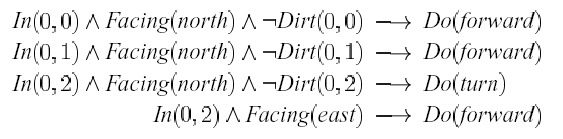 In(0,0) ∧ Facing(north) ∧ ¬Dirt(0,0) ⟶ Do(forward)
In(0,1) ∧ Facing(north) ∧ ¬Dirt(0,1) ⟶ Do(forward)
In(0,2) ∧ Facing(north) ∧ ¬Dirt(0,2) ⟶ Do(turn)
In(0,2) ∧ Facing(east) ⟶ Do(forward)